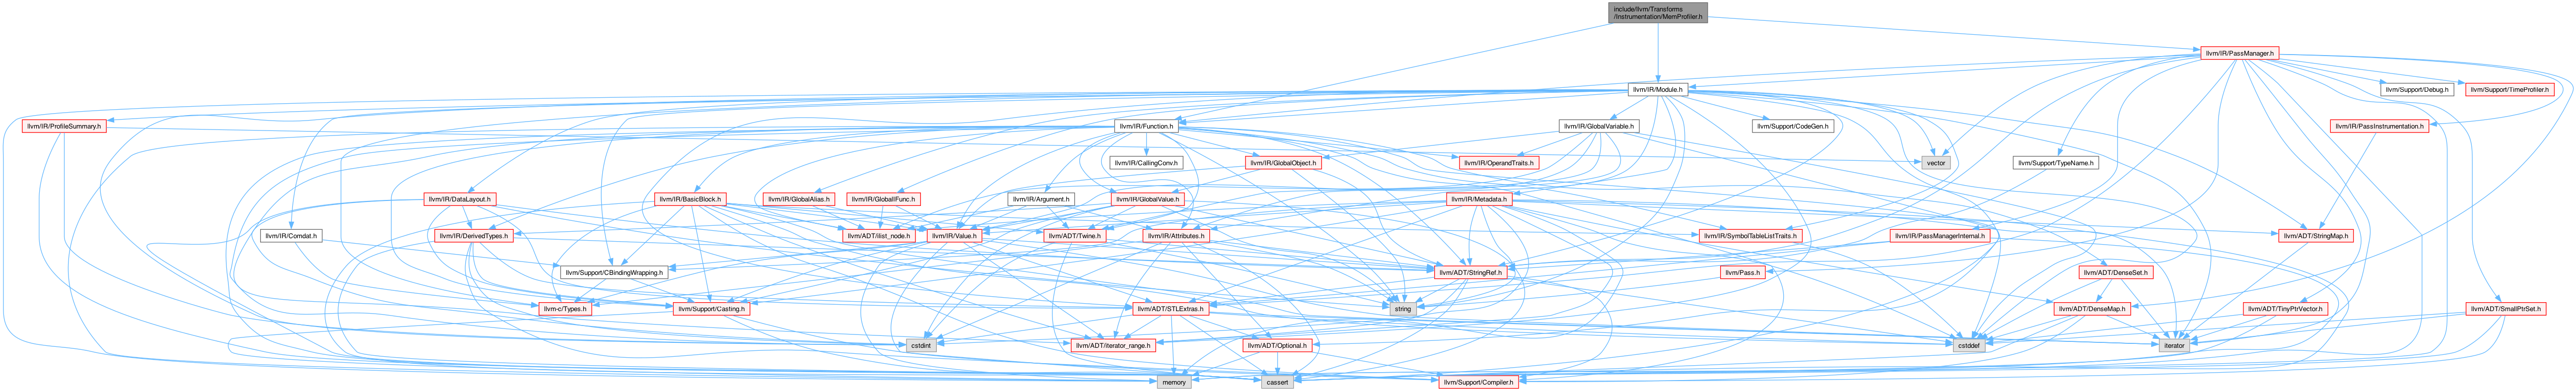 include/llvm/Transforms
/Instrumentation/MemProfiler.h
llvm/IR/PassManager.h
llvm/IR/Module.h
llvm/Support/Debug.h
llvm/Support/TimeProfiler.h
llvm/IR/ProfileSummary.h
llvm/IR/Function.h
llvm/IR/GlobalVariable.h
llvm/Support/CodeGen.h
llvm/IR/PassInstrumentation.h
llvm/IR/CallingConv.h
llvm/IR/GlobalObject.h
llvm/IR/OperandTraits.h
vector
llvm/Support/TypeName.h
llvm/IR/DataLayout.h
llvm/IR/BasicBlock.h
llvm/IR/GlobalAlias.h
llvm/IR/GlobalIFunc.h
llvm/IR/Argument.h
llvm/IR/GlobalValue.h
llvm/IR/Metadata.h
llvm/IR/Comdat.h
llvm/IR/DerivedTypes.h
llvm/ADT/ilist_node.h
llvm/IR/Value.h
llvm/ADT/Twine.h
llvm/IR/Attributes.h
llvm/IR/SymbolTableListTraits.h
llvm/IR/PassManagerInternal.h
llvm/ADT/StringMap.h
llvm/Support/CBindingWrapping.h
llvm/ADT/StringRef.h
llvm/Pass.h
llvm/ADT/DenseSet.h
llvm-c/Types.h
llvm/Support/Casting.h
string
llvm/ADT/STLExtras.h
llvm/ADT/DenseMap.h
llvm/ADT/TinyPtrVector.h
llvm/ADT/SmallPtrSet.h
cstdint
llvm/ADT/iterator_range.h
llvm/ADT/Optional.h
cstddef
iterator
memory
cassert
llvm/Support/Compiler.h